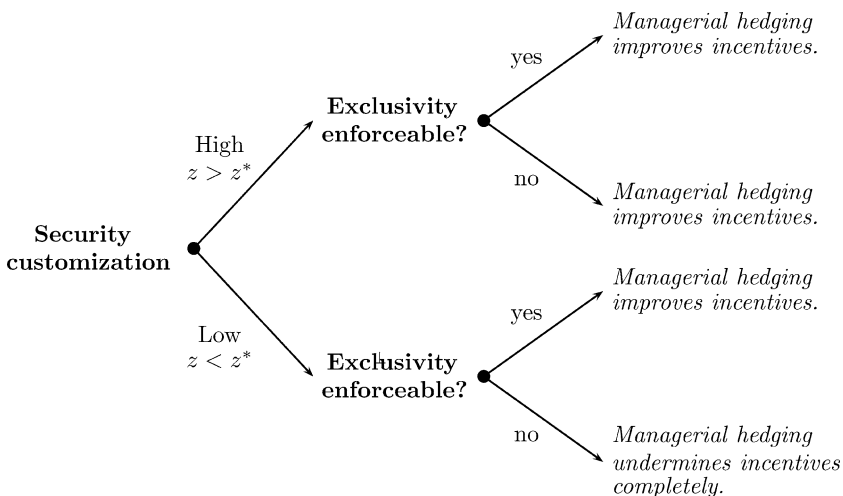 Managerial hedging
improves incentives.
yes
Exclusivity
enforceable?
High
z > z*
no
Managerial hedging
improves incentives.
Security
customization
Managerial hedging
improves incentives.
yes
Low
z < z*
Exclusivity
enforceable?
no
Managerial hedging
undermines incentives
completely.